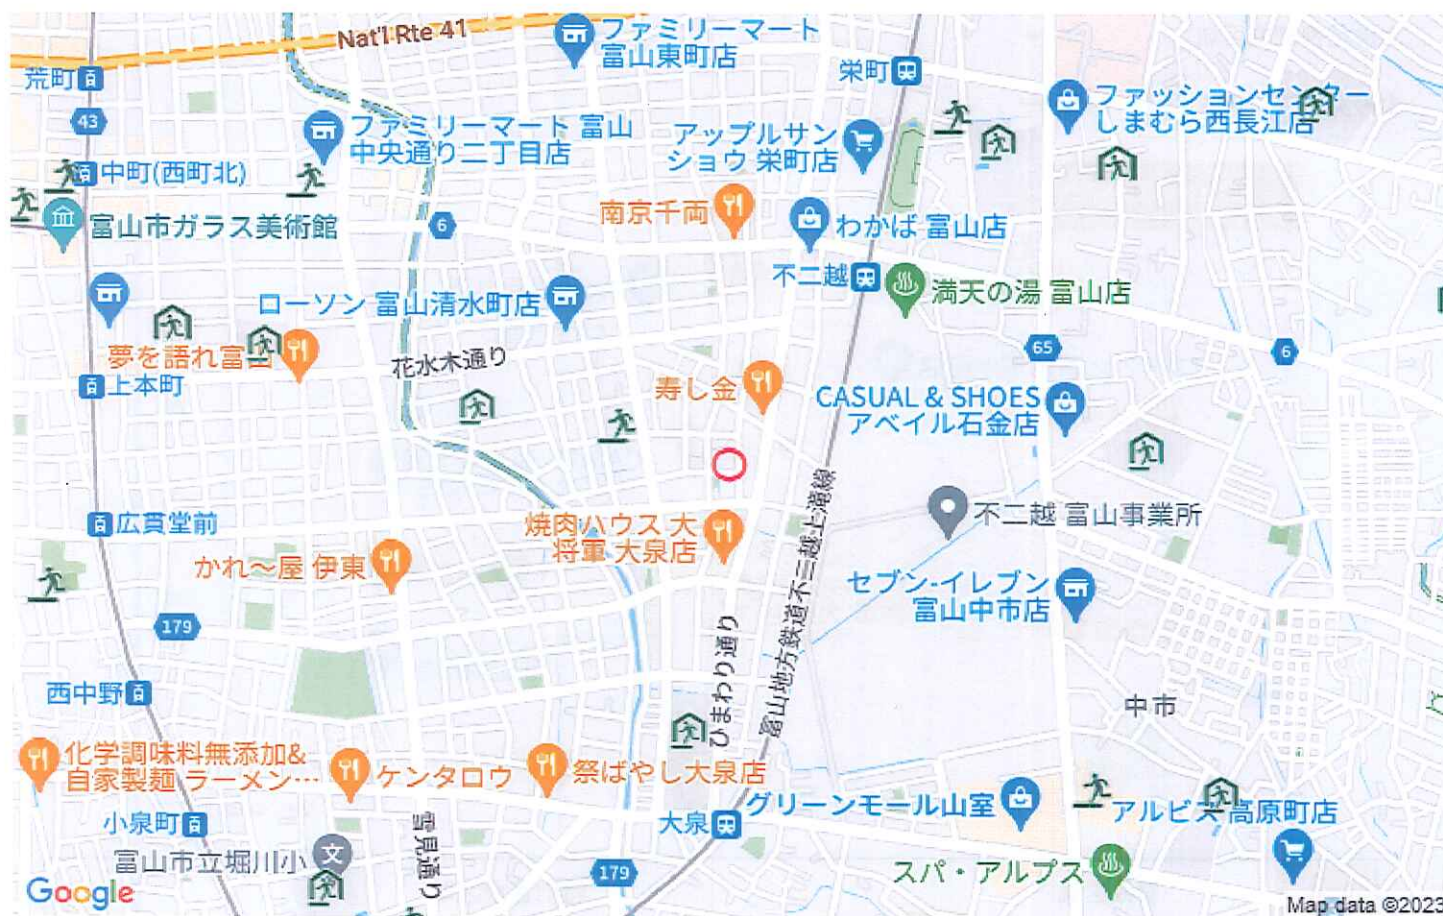 Nat'l Rte 41
ファミリーマート
富山東町店
栄町
荒町
43
ファミリーマート 富山
中央通り二丁目店
アップルサン
ショウ 栄町店
ファッションセンター
しまむら西長江店
中町(西町北)
富山市ガラス美術館
6
南京千両
わかば 富山店
不二越
満天の湯 富山店
ローソン 富山清水町店
夢を語れ富山
花水木通り
65
6
上本町
寿し金
CASUAL & SHOES
アベイル石金店
広貫堂前
焼肉ハウス 大
将軍 大泉店
不二越 富山事業所
かれ〜屋 伊東
セブン-イレブン
富山中市店
179
ひまわり通り
富山地方鉄道不二越上滝線
西中野
中市
化学調味料無添加&
自家製麺 ラーメン…
ケンタロウ
祭ばやし大泉店
グリーンモール山室
アルビス 高原町店
小泉町
雪見通り
大泉
富山市立堀川小
文
179
スパ・アルプス
Google
Map data ©2023